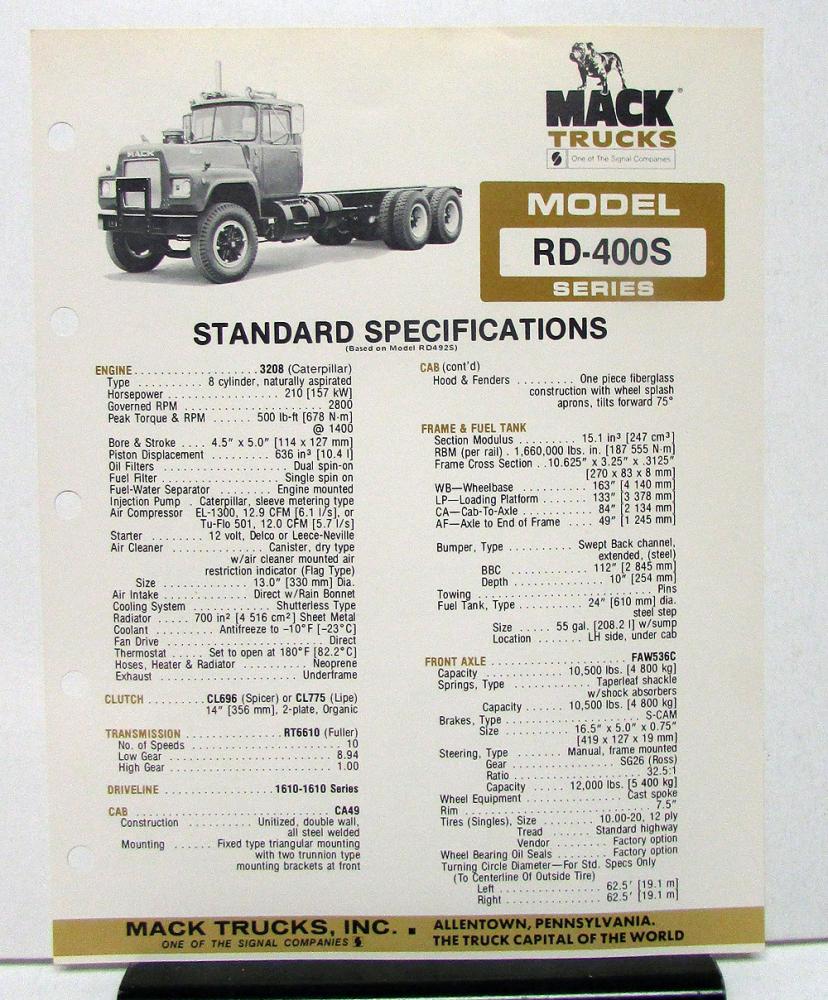 MACK
MACK®
TRUCKS
One of The Signal Companies
MODEL
RD-400S
SERIES
STANDARD SPECIFICATIONS
(Based on Model RD492S)
ENGINE . . . . . . . . . . . . . . . . . . 3208 (Caterpillar)
Type . . . . . . . . . . 8 cylinder, naturally aspirated
Horsepower . . . . . . . . . . . . . . . . 210 [157 kW]
Governed RPM . . . . . . . . . . . . . . . . . . . . . 2800
Peak Torque & RPM . . . . . . 500 lb-ft [678 N·m]
@ 1400
Bore & Stroke . . . . 4.5" x 5.0" [114 x 127 mm]
Piston Displacement . . . . . . . . . . 636 in³ [10.4 l]
Oil Filters . . . . . . . . . . . . . . . . . . . . Dual spin-on
Fuel Filter . . . . . . . . . . . . . . . . . . . Single spin on
Fuel-Water Separator . . . . . . . . . Engine mounted
Injection Pump . Caterpillar, sleeve metering type
Air Compressor EL-1300, 12.9 CFM [6.1 l/s], or
Tu-Flo 501, 12.0 CFM [5.7 l/s]
Starter . . . . . . . . . 12 volt, Delco or Leece-Neville
Air Cleaner . . . . . . . . . . . . . . Canister, dry type
w/air cleaner mounted air
restriction indicator (Flag Type)
Size . . . . . . . . . . . . . 13.0" [330 mm] Dia.
Air Intake . . . . . . . . . . . . . Direct w/Rain Bonnet
Cooling System . . . . . . . . . . . . Shutterless Type
Radiator . . . . . 700 in² [4 516 cm²] Sheet Metal
Coolant . . . . . . . . Antifreeze to –10°F [–23°C]
Fan Drive . . . . . . . . . . . . . . . . . . . . . . . . Direct
Thermostat . . . . . Set to open at 180°F [82.2°C]
Hoses, Heater & Radiator . . . . . . . . . . Neoprene
Exhaust . . . . . . . . . . . . . . . . . . . . . Underframe
CLUTCH . . . . . . . . CL696 (Spicer) or CL775 (Lipe)
14" [356 mm], 2-plate, Organic
TRANSMISSION . . . . . . . . . . . . . . RT6610 (Fuller)
No. of Speeds . . . . . . . . . . . . . . . . . . . . . . . 10
Low Gear . . . . . . . . . . . . . . . . . . . . . . . . . 8.94
High Gear . . . . . . . . . . . . . . . . . . . . . . . . . 1.00
DRIVELINE . . . . . . . . . . . . . . . 1610-1610 Series
CAB . . . . . . . . . . . . . . . . . . . . . . . . . . . . . CA49
Construction . . . . . . . . . . Unitized, double wall,
all steel welded
Mounting . . . . . . Fixed type triangular mounting
with two trunnion type
mounting brackets at front
CAB (cont'd)
Hood & Fenders . . . . . . . . . One piece fiberglass
construction with wheel splash
aprons, tilts forward 75°
FRAME & FUEL TANK
Section Modulus . . . . . . . . . . . 15.1 in³ [247 cm³]
RBM (per rail) . 1,660,000 lbs. in. [187 555 N·m]
Frame Cross Section . . 10.625" x 3.25" x .3125"
[270 x 83 x 8 mm]
WB—Wheelbase . . . . . . . . . . . . . 163" [4 140 mm]
LP—Loading Platform . . . . . . . . . 133" [3 378 mm]
CA—Cab-To-Axle . . . . . . . . . . . . . 84" [2 134 mm]
AF—Axle to End of Frame . . . . . . 49" [1 245 mm]
Bumper, Type . . . . . . . . . . Swept Back channel,
extended, (steel)
BBC . . . . . . . . . . . . . 112" [2 845 mm]
Depth . . . . . . . . . . . . . . 10" [254 mm]
Towing . . . . . . . . . . . . . . . . . . . . . . . . . . . Pins
Fuel Tank, Type . . . . . . . . . . 24" [610 mm] dia.
steel step
Size . . . . . . 55 gal. [208.2 l] w/sump
Location . . . . . . . . LH side, under cab
FRONT AXLE . . . . . . . . . . . . . . . . . . . . FAW536C
Capacity . . . . . . . . . . . . . 10,500 lbs. [4 800 kg]
Springs, Type . . . . . . . . . . . . Taperleaf shackle
w/shock absorbers
Capacity . . . . . . . 10,500 lbs. [4 800 kg]
Brakes, Type . . . . . . . . . . . . . . . . . . . . S-CAM
Size . . . . . . . . . . . 16.5" x 5.0" x 0.75"
[419 x 127 x 19 mm]
Steering, Type . . . . . . . . Manual, frame mounted
Gear . . . . . . . . . . . . . . . SG26 (Ross)
Ratio . . . . . . . . . . . . . . . . . . . 32.5:1
Capacity . . . . . . . 12,000 lbs. [5 400 kg]
Wheel Equipment . . . . . . . . . . . . . . Cast spoke
Rim . . . . . . . . . . . . . . . . . . . . . . . . . . . . 7.5"
Tires (Singles), Size . . . . . . . . . 10.00-20, 12 ply
Tread . . . . . . . Standard highway
Vendor . . . . . . . . Factory option
Wheel Bearing Oil Seals . . . . . . . . Factory option
Turning Circle Diameter—For Std. Specs Only
(To Centerline Of Outside Tire)
Left . . . . . . . . . . . . . . . . 62.5' [19.1 m]
Right . . . . . . . . . . . . . . . 62.5' [19.1 m]
MACK TRUCKS, INC. ■ ALLENTOWN, PENNSYLVANIA.
ONE OF THE SIGNAL COMPANIES THE TRUCK CAPITAL OF THE WORLD